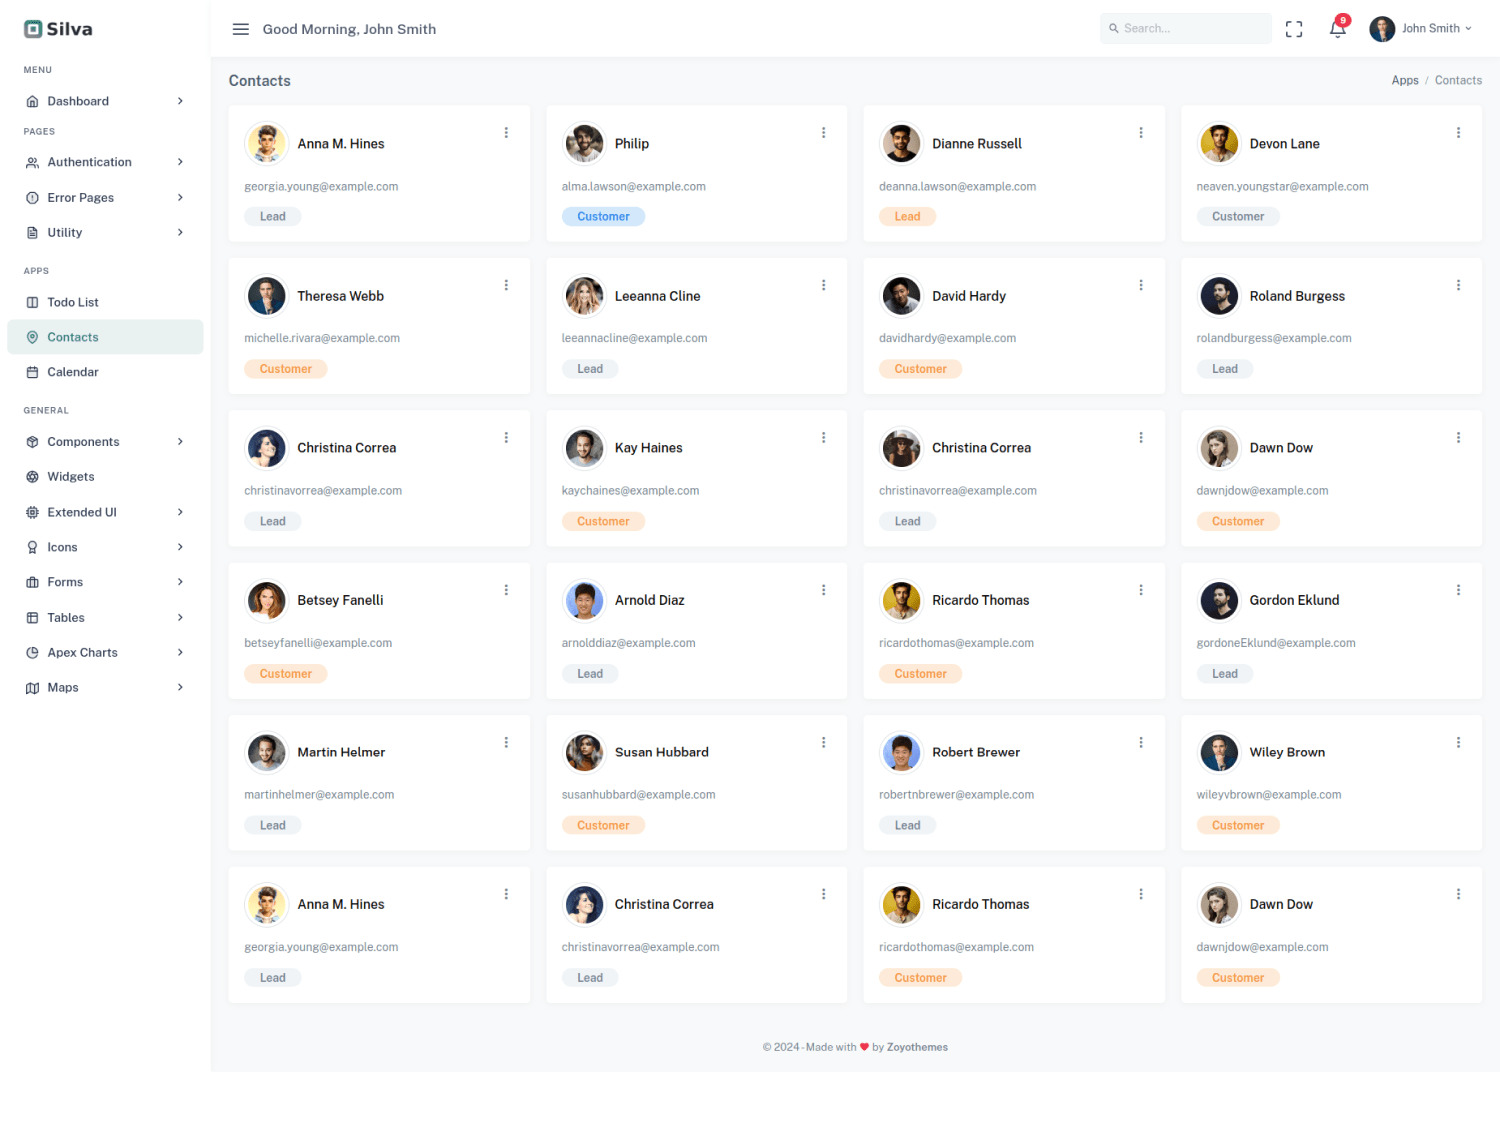 Silva
Good Morning, John Smith
Search...
9
John Smith
MENU
Dashboard
PAGES
Authentication
Error Pages
Utility
APPS
Todo List
Contacts
Calendar
GENERAL
Components
Widgets
Extended UI
Icons
Forms
Tables
Apex Charts
Maps
Contacts
Apps / Contacts
Anna M. Hines
georgia.young@example.com
Lead
Philip
alma.lawson@example.com
Customer
Dianne Russell
deanna.lawson@example.com
Lead
Devon Lane
neaven.youngstar@example.com
Customer
Theresa Webb
michelle.rivara@example.com
Customer
Leeanna Cline
leeannacline@example.com
Lead
David Hardy
davidhardy@example.com
Customer
Roland Burgess
rolandburgess@example.com
Lead
Christina Correa
christinavorrea@example.com
Lead
Kay Haines
kaychaines@example.com
Customer
Christina Correa
christinavorrea@example.com
Lead
Dawn Dow
dawnjdow@example.com
Customer
Betsey Fanelli
betseyfanelli@example.com
Customer
Arnold Diaz
arnolddiaz@example.com
Lead
Ricardo Thomas
ricardothomas@example.com
Customer
Gordon Eklund
gordoneEklund@example.com
Lead
Martin Helmer
martinhelmer@example.com
Lead
Susan Hubbard
susanhubbard@example.com
Customer
Robert Brewer
robertnbrewer@example.com
Lead
Wiley Brown
wileyvbrown@example.com
Customer
Anna M. Hines
georgia.young@example.com
Lead
Christina Correa
christinavorrea@example.com
Lead
Ricardo Thomas
ricardothomas@example.com
Customer
Dawn Dow
dawnjdow@example.com
Customer
© 2024 - Made with ♥ by Zoyothemes